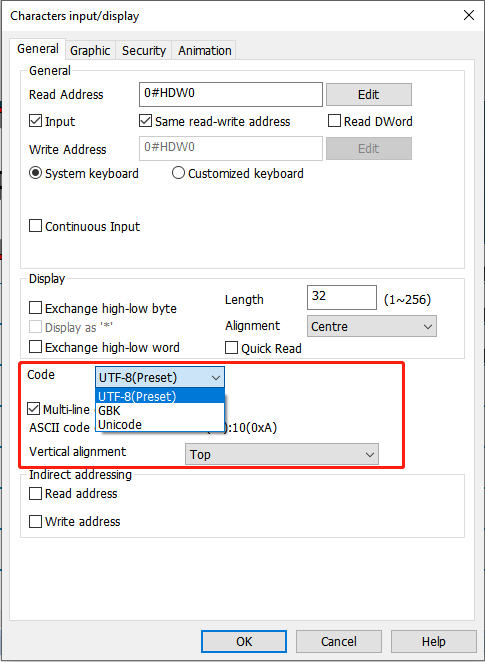 Characters input/display
General Graphic Security Animation
General
Read Address 0#HDW0 Edit
Input Same read-write address Read DWord
Write Address 0#HDW0 Edit
System keyboard Customized keyboard
Continuous Input
Display
Exchange high-low byte Length 32 (1~256)
Display as '*' Alignment Centre
Exchange high-low word Quick Read
Code UTF-8(Preset)
UTF-8(Preset)
GBK
Unicode
Multi-line
ASCII code ):10(0xA)
Vertical alignment Top
Indirect addressing
Read address
Write address
OK Cancel Help